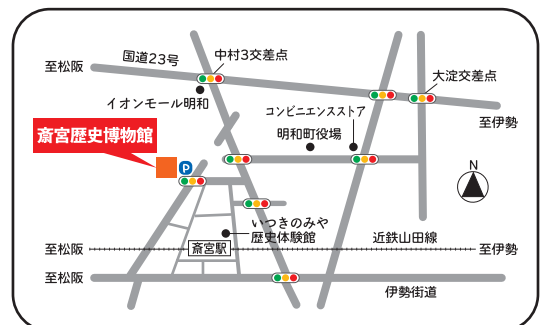 国道23号
中村3交差点
至松阪
大淀交差点
イオンモール明和
コンビニエンスストア
至伊勢
斎宮歴史博物館
明和町役場
P
N
いつきのみや
歴史体験館
近鉄山田線
至松阪
斎宮駅
至伊勢
至松阪
伊勢街道